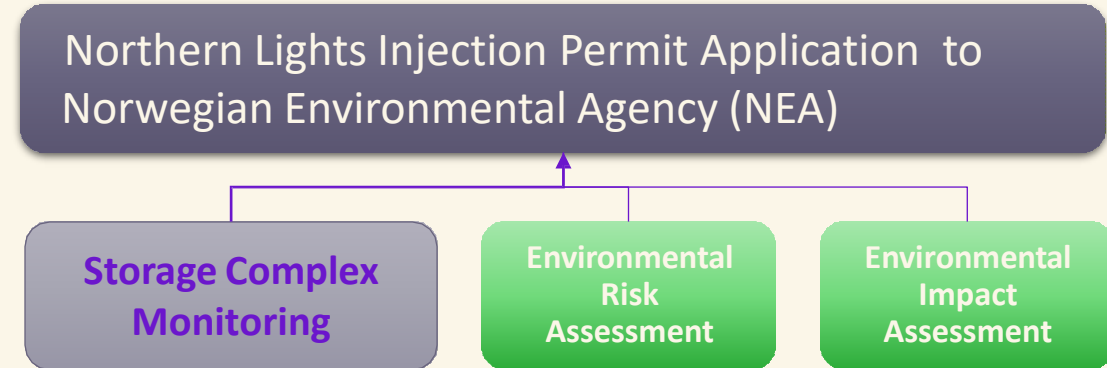 Northern Lights Injection Permit Application to
Norwegian Environmental Agency (NEA)
Storage Complex
Monitoring
Environmental
Risk
Assessment
Environmental
Impact
Assessment